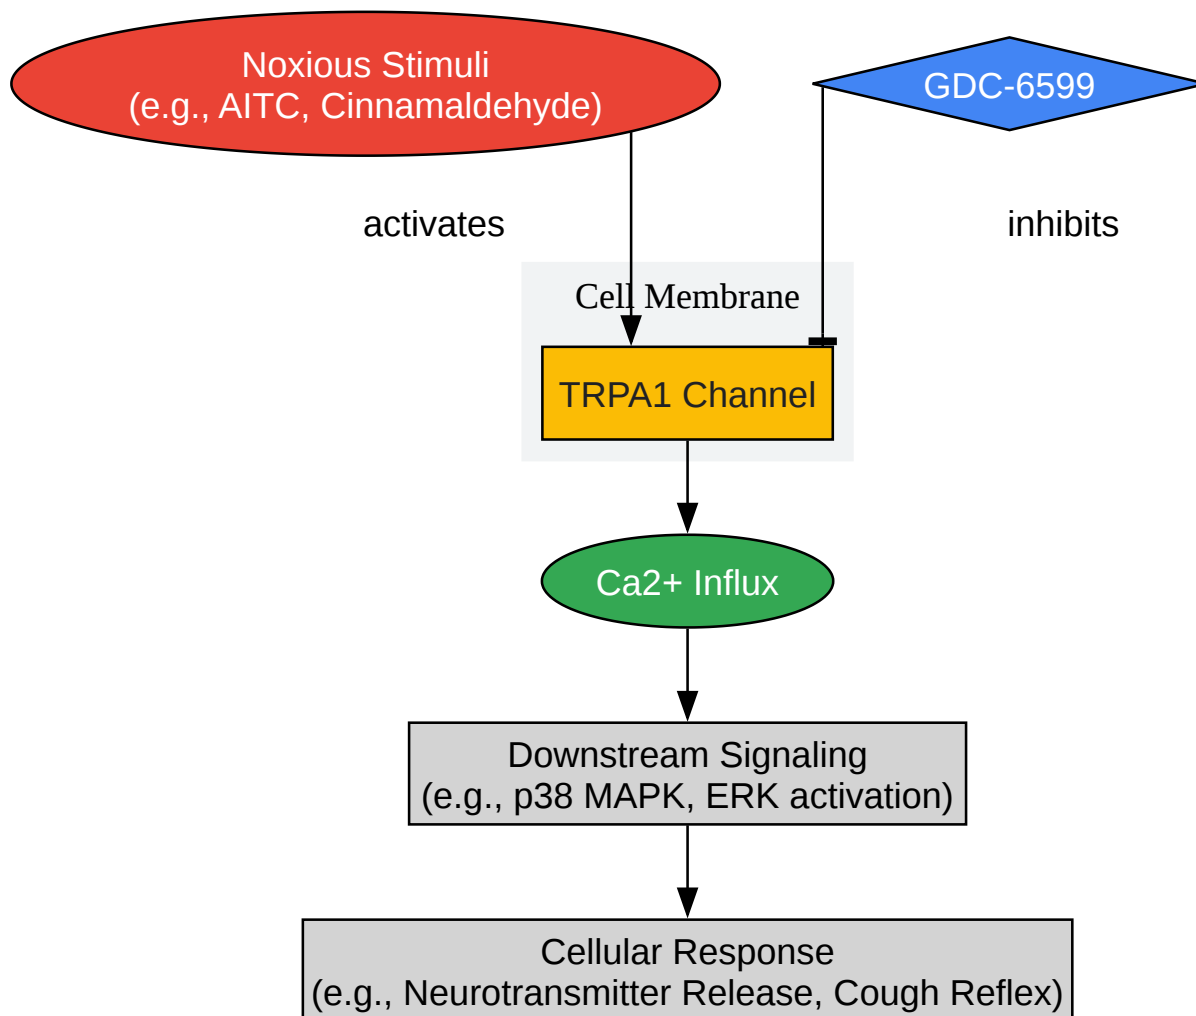 Noxious Stimuli
(e.g., AITC, Cinnamaldehyde)
GDC-6599
activates
inhibits
Cell Membrane
TRPA1 Channel
Ca2+ Influx
Downstream Signaling
(e.g., p38 MAPK, ERK activation)
Cellular Response
(e.g., Neurotransmitter Release, Cough Reflex)